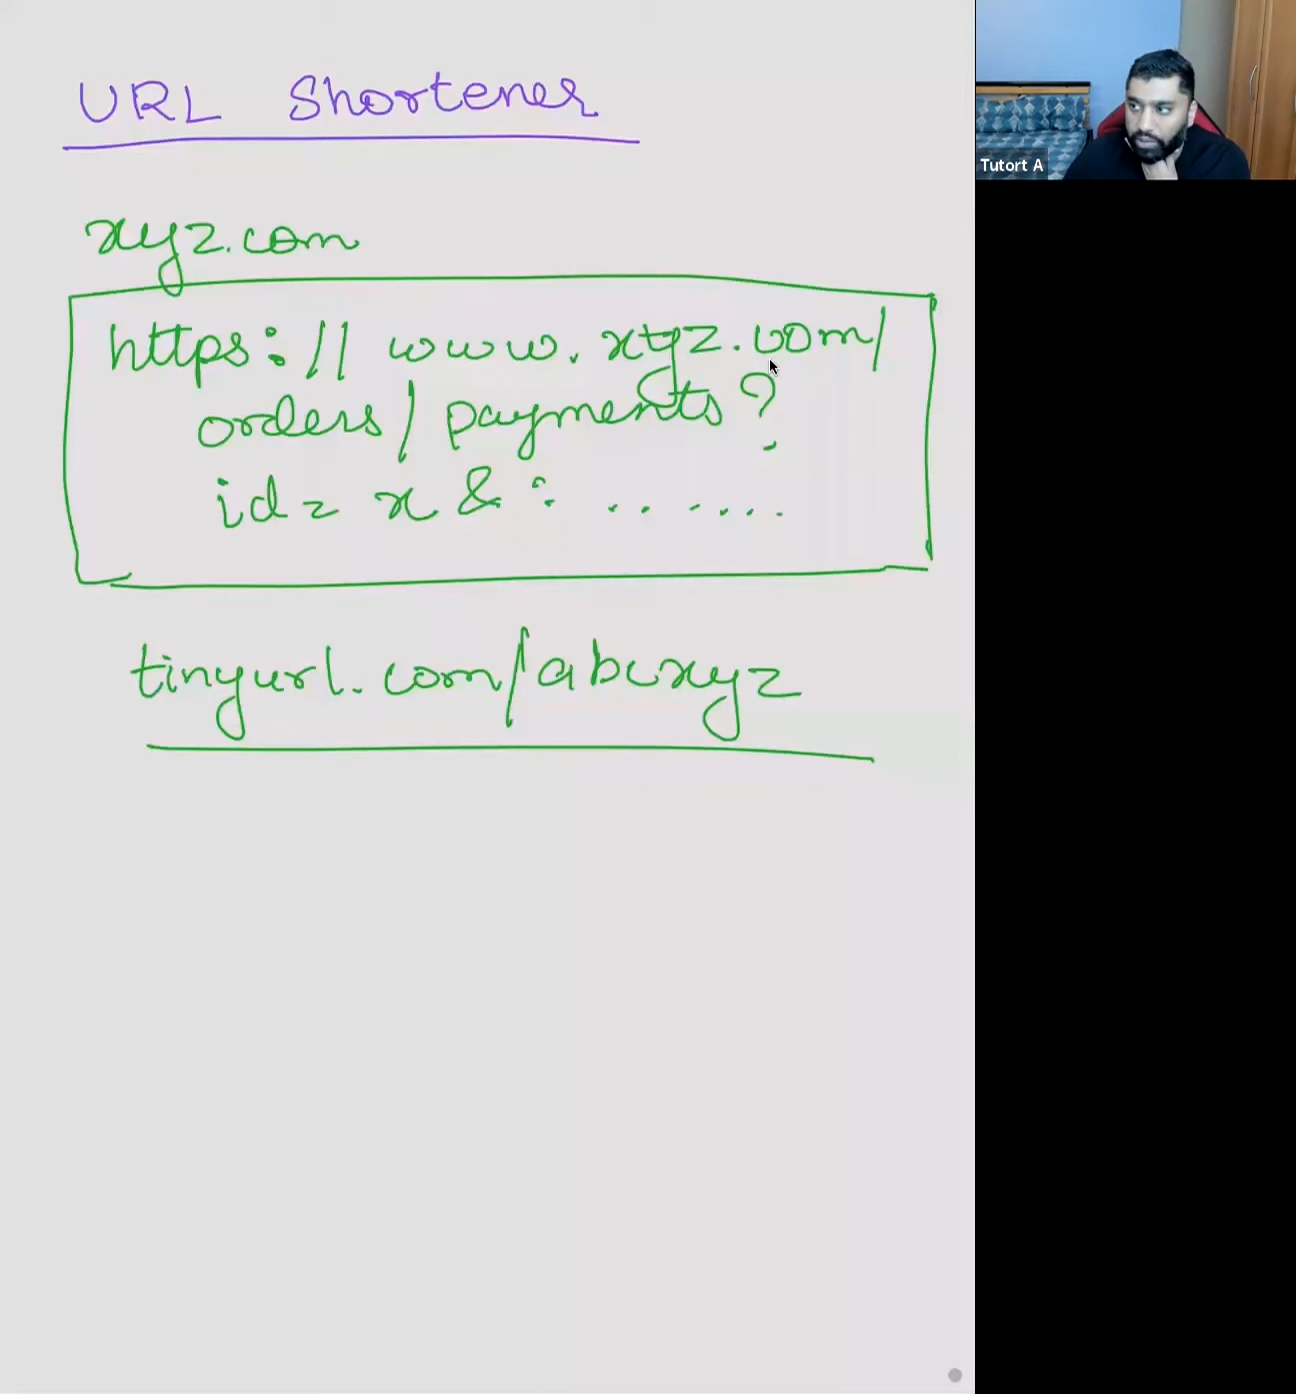 URL Shortener
xyz.com
https://www.xyz.com/
orders/payments?
id= x & : .......
tinyurl.com/abcxyz
Tutort A